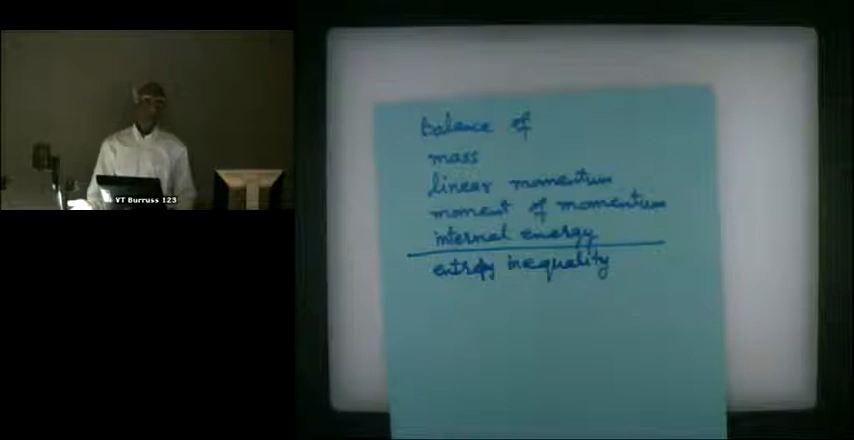 VT Burruss 123
Balance of
mass
linear momentum
moment of momentum
internal energy
entropy inequality